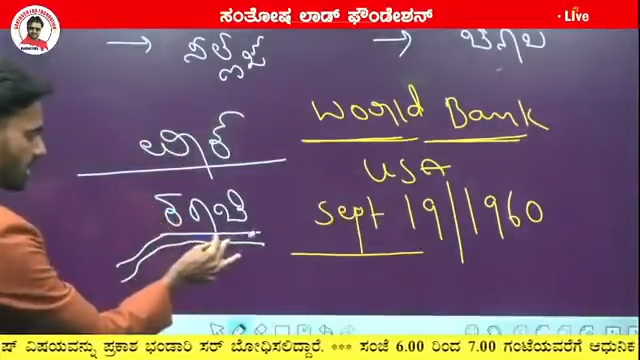 ಸಂತೋಷ ಲಾಡ್ ಫೌಂಡೇಶನ್
Live
→ →
World Bank
ಪಾಕ್
USA
ಕರಾಚಿ
Sept 19/1960
ಷ್ ವಿಷಯವನ್ನು ಪ್ರಕಾಶ ಭಂಡಾರಿ ಸರ್ ಬೋಧಿಸಲಿದ್ದಾರೆ. *** ಸಂಜೆ 6.00 ರಿಂದ 7.00 ಗಂಟೆಯವರೆಗೆ ಆಧುನಿಕ